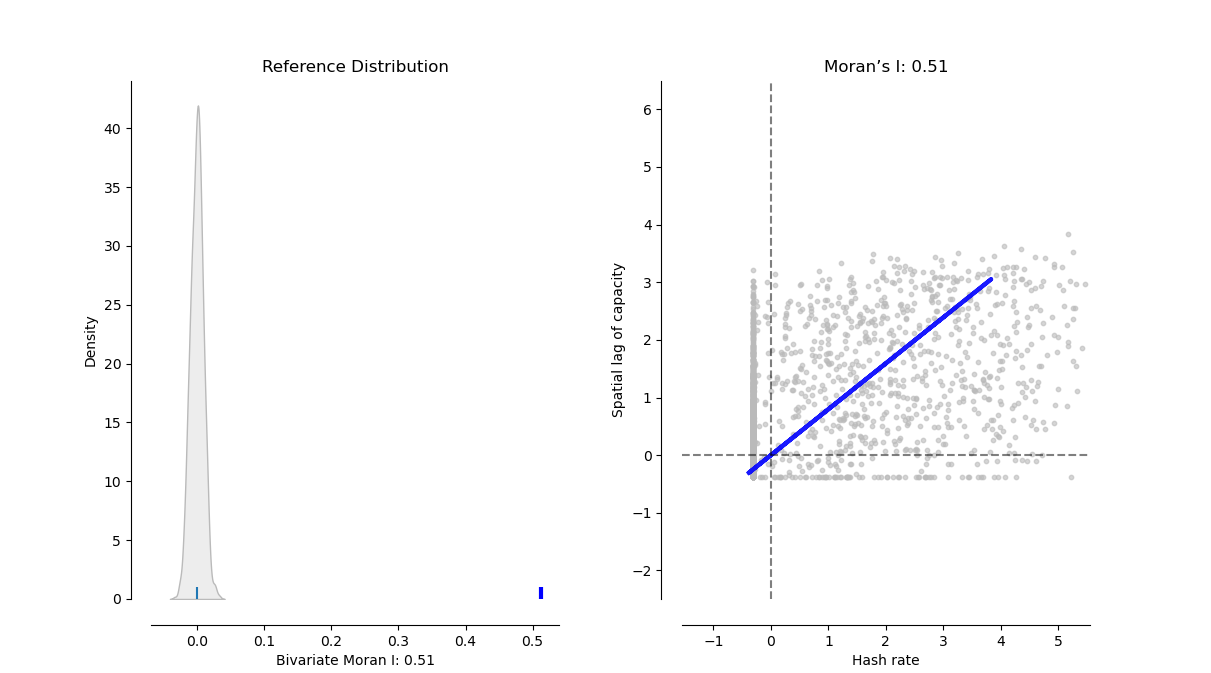 Reference Distribution
40
35
30
25
20
15
10
5
0
Density
0.0 0.1 0.2 0.3 0.4 0.5
Bivariate Moran I: 0.51
Moran’s I: 0.51
6
5
4
3
2
1
0
−1
−2
Spatial lag of capacity
−1 0 1 2 3 4 5
Hash rate